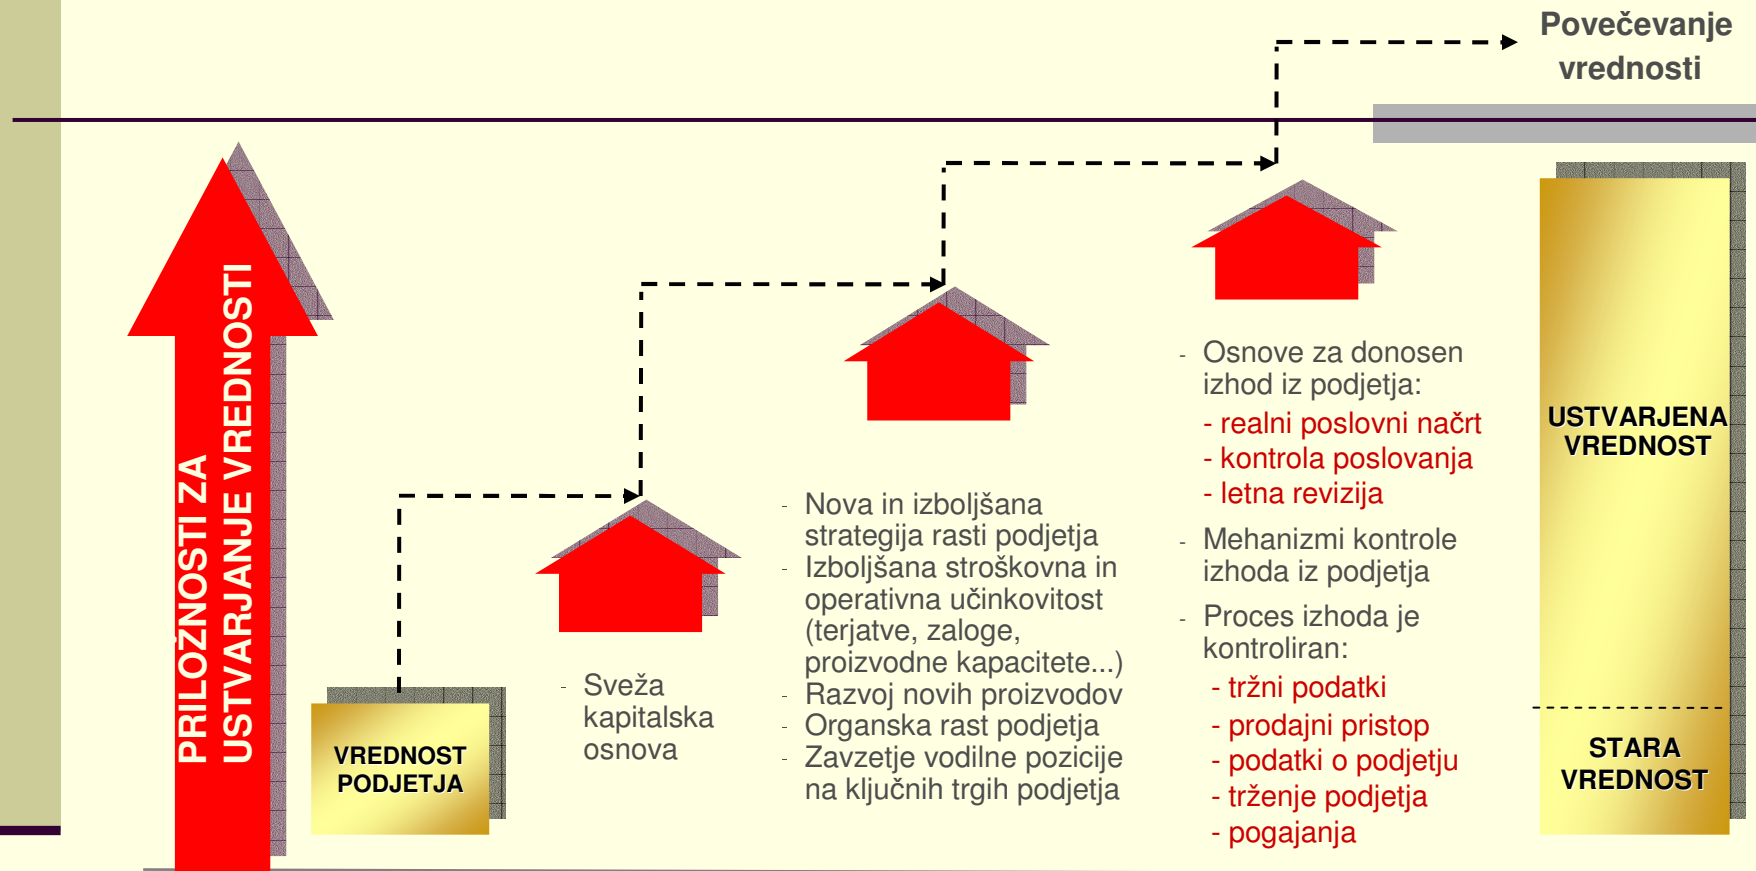 Povečevanje
vrednosti
PRILOŽNOSTI ZA
USTVARJANJE VREDNOSTI
VREDNOST
PODJETJA
- Sveža
kapitalska
osnova
- Nova in izboljšana
strategija rasti podjetja
- Izboljšana stroškovna in
operativna učinkovitost
(terjatve, zaloge,
proizvodne kapacitete...)
- Razvoj novih proizvodov
- Organska rast podjetja
- Zavzetje vodilne pozicije
na ključnih trgih podjetja
- Osnove za donosen
izhod iz podjetja:
- realni poslovni načrt
- kontrola poslovanja
- letna revizija
- Mehanizmi kontrole
izhoda iz podjetja
- Proces izhoda je
kontroliran:
- tržni podatki
- prodajni pristop
- podatki o podjetju
- trženje podjetja
- pogajanja
USTVARJENA
VREDNOST
STARA
VREDNOST